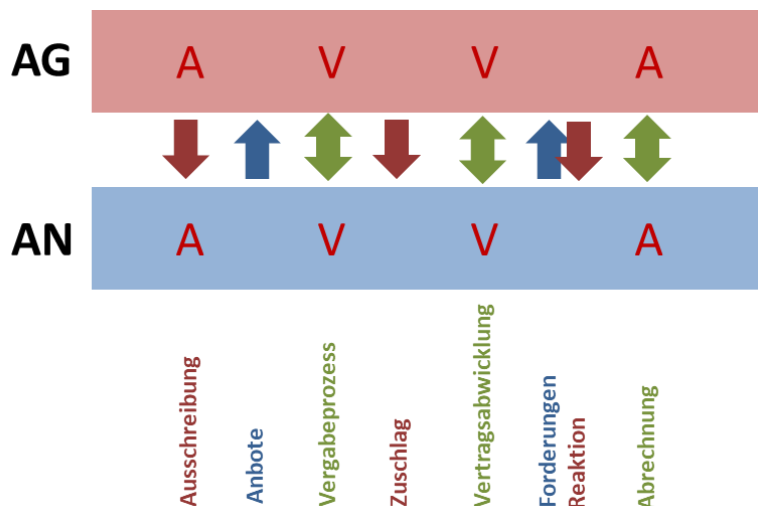 AG A V V A
AN A V V A
Ausschreibung
Anbote
Vergabeprozess
Zuschlag
Vertragsabwicklung
Forderungen
Reaktion
Abrechnung